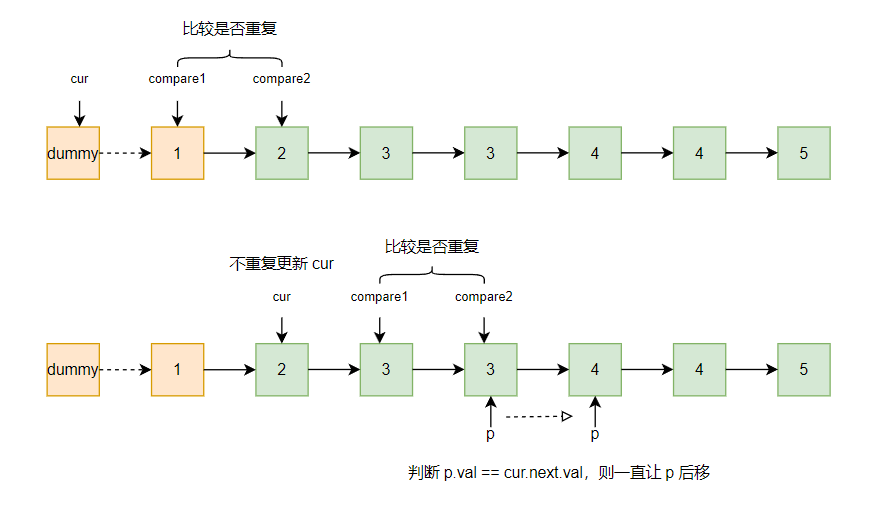 比较是否重复
cur compare1 compare2
dummy 1 2 3 3 4 4 5
比较是否重复
不重复更新 cur
cur compare1 compare2
dummy 1 2 3 3 4 4 5
p p
判断 p.val == cur.next.val，则一直让 p 后移